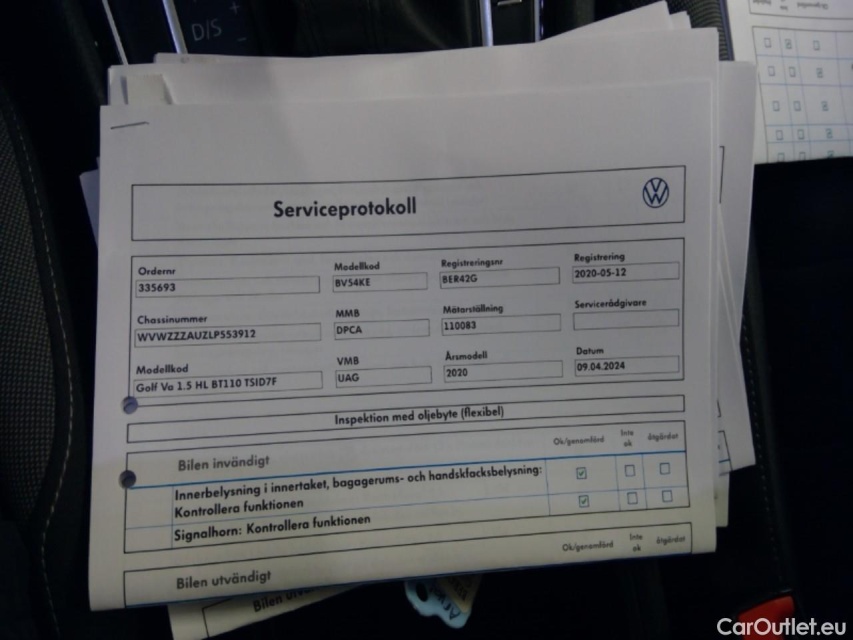 D/S
Serviceprotokoll
Ordernr
335693
Modellkod
BV54KE
Registreringsnr
BER42G
Registrering
2020-05-12
Chassinummer
WVWZZZAUZLP553912
MMB
DPCA
Mätarställning
110083
Servicerådgivare
Modellkod
Golf Va 1.5 HL BT110 TSID7F
VMB
UAG
Årsmodell
2020
Datum
09.04.2024
Inspektion med oljebyte (flexibel)
Bilen invändigt
Ok/genomförd
Inte
ok
åtgärdat
Innerbelysning i innertaket, bagagerums- och handskfacksbelysning:
Kontrollera funktionen
Signalhorn: Kontrollera funktionen
Bilen utvändigt
Ok/genomförd
Inte
ok
åtgärdat
Bilen
CarOutlet.eu